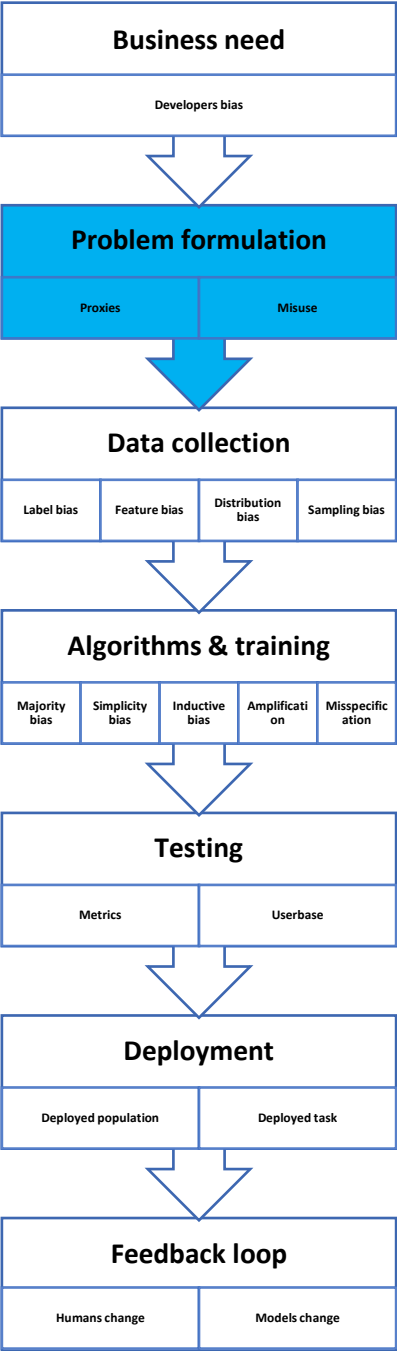 Business need
Developers bias
Problem formulation
Proxies
Misuse
Data collection
Label bias
Feature bias
Distribution
bias
Sampling bias
Algorithms & training
Majority
bias
Simplicity
bias
Inductive
bias
Amplificati
on
Misspecific
ation
Testing
Metrics
Userbase
Deployment
Deployed population
Deployed task
Feedback loop
Humans change
Models change